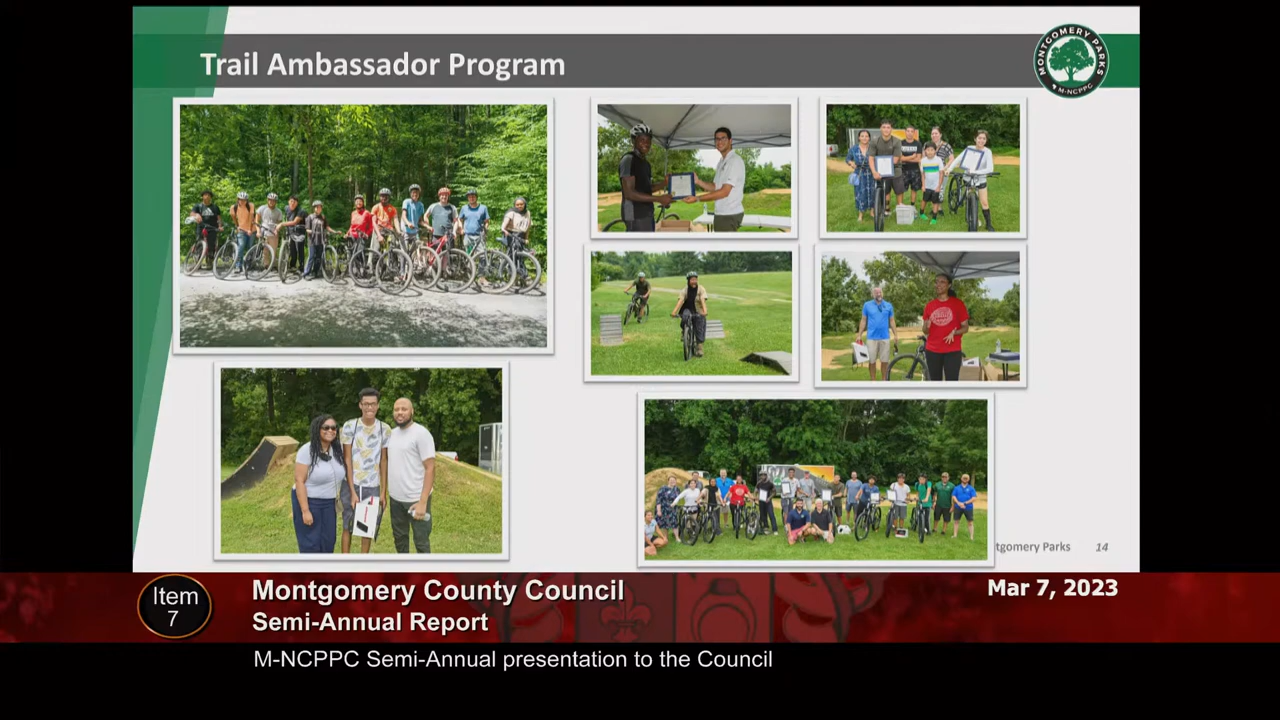 Trail Ambassador Program
MONTGOMERY PARKS
M-NCPPC
tgomery Parks 14
Item
7
Montgomery County Council
Semi-Annual Report
Mar 7, 2023
M-NCPPC Semi-Annual presentation to the Council